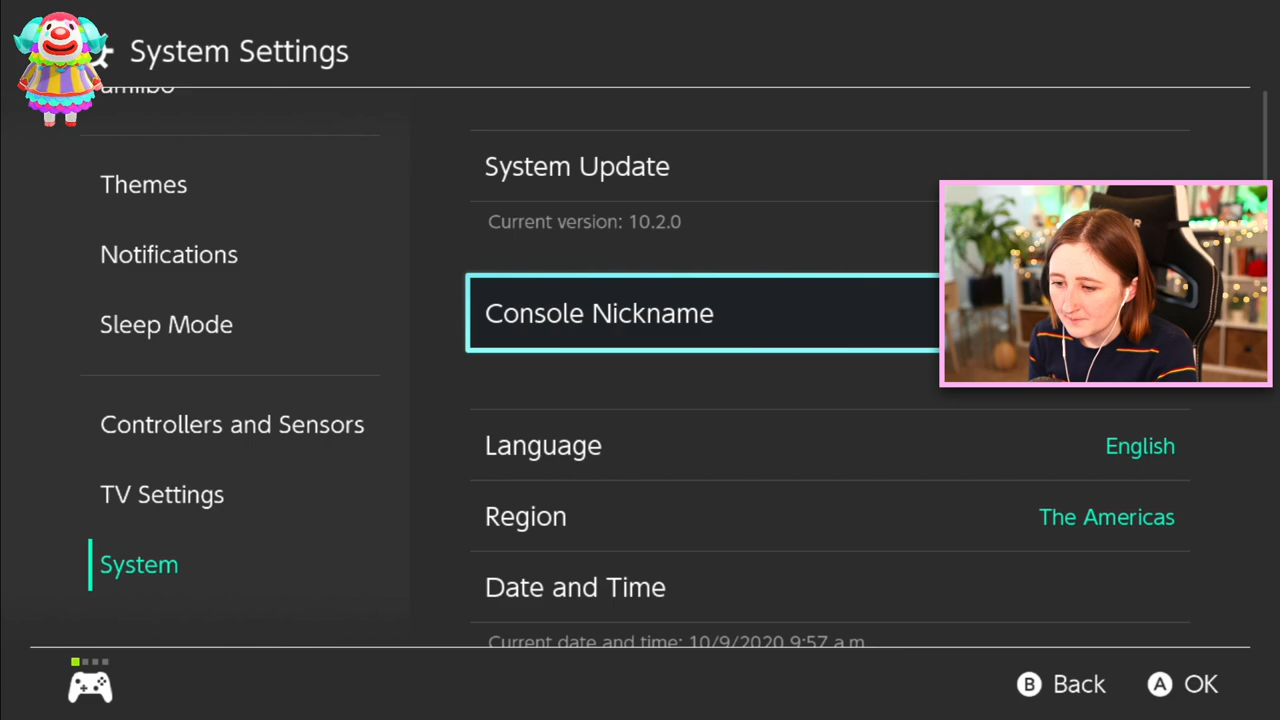 System Settings
amiibo
Themes
Notifications
Sleep Mode
Controllers and Sensors
TV Settings
System
System Update
Current version: 10.2.0
Console Nickname
Language English
Region The Americas
Date and Time
Current date and time: 10/9/2020 9:57 a.m.
B Back A OK